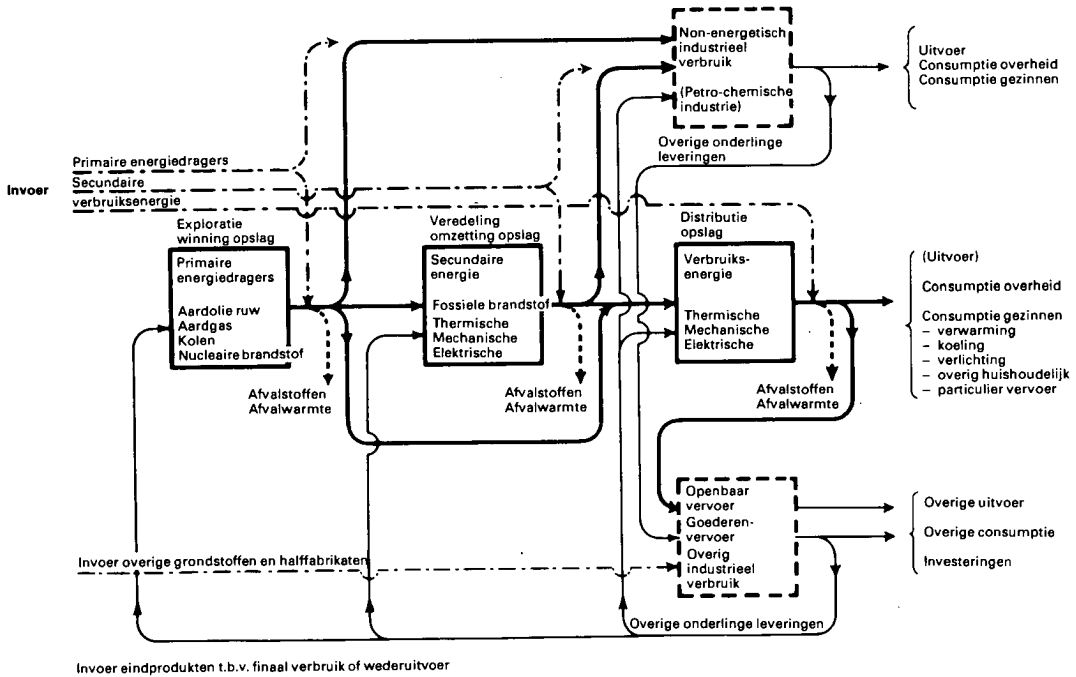 Non-energetisch
industrieel
verbruik
(Petro-chemische
industrie)
Uitvoer
Consumptie overheid
Consumptie gezinnen
Overige onderlinge
leveringen
Invoer
Primaire energiedragers
Secundaire
verbruiksenergie
Exploratie
winning opslag
Primaire
energiedragers
Aardolie ruw
Aardgas
Kolen
Nucleaire brandstof
Afvalstoffen
Afvalwarmte
Veredeling
omzetting opslag
Secundaire
energie
Fossiele brandstof
Thermische
Mechanische
Elektrische
Afvalstoffen
Afvalwarmte
Distributie
opslag
Verbruiks-
energie
Thermische
Mechanische
Elektrische
Afvalstoffen
Afvalwarmte
(Uitvoer)
Consumptie overheid
Consumptie gezinnen
– verwarming
– koeling
– verlichting
– overig huishoudelijk
– particulier vervoer
Openbaar
vervoer
Goederen-
vervoer
Overig
industrieel
verbruik
Overige uitvoer
Overige consumptie
Investeringen
Invoer overige grondstoffen en halffabrikaten
Overige onderlinge leveringen
Invoer eindprodukten t.b.v. finaal verbruik of wederuitvoer